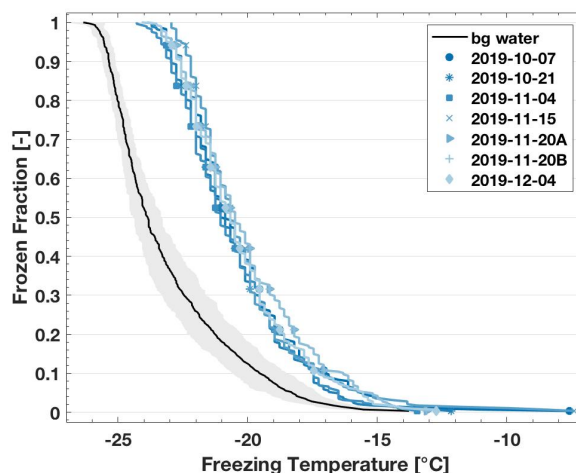 1
0.9
0.8
0.7
0.6
0.5
0.4
0.3
0.2
0.1
0
Frozen Fraction [-]
bg water
2019-10-07
2019-10-21
2019-11-04
2019-11-15
2019-11-20A
2019-11-20B
2019-12-04
-25 -20 -15 -10
Freezing Temperature [°C]